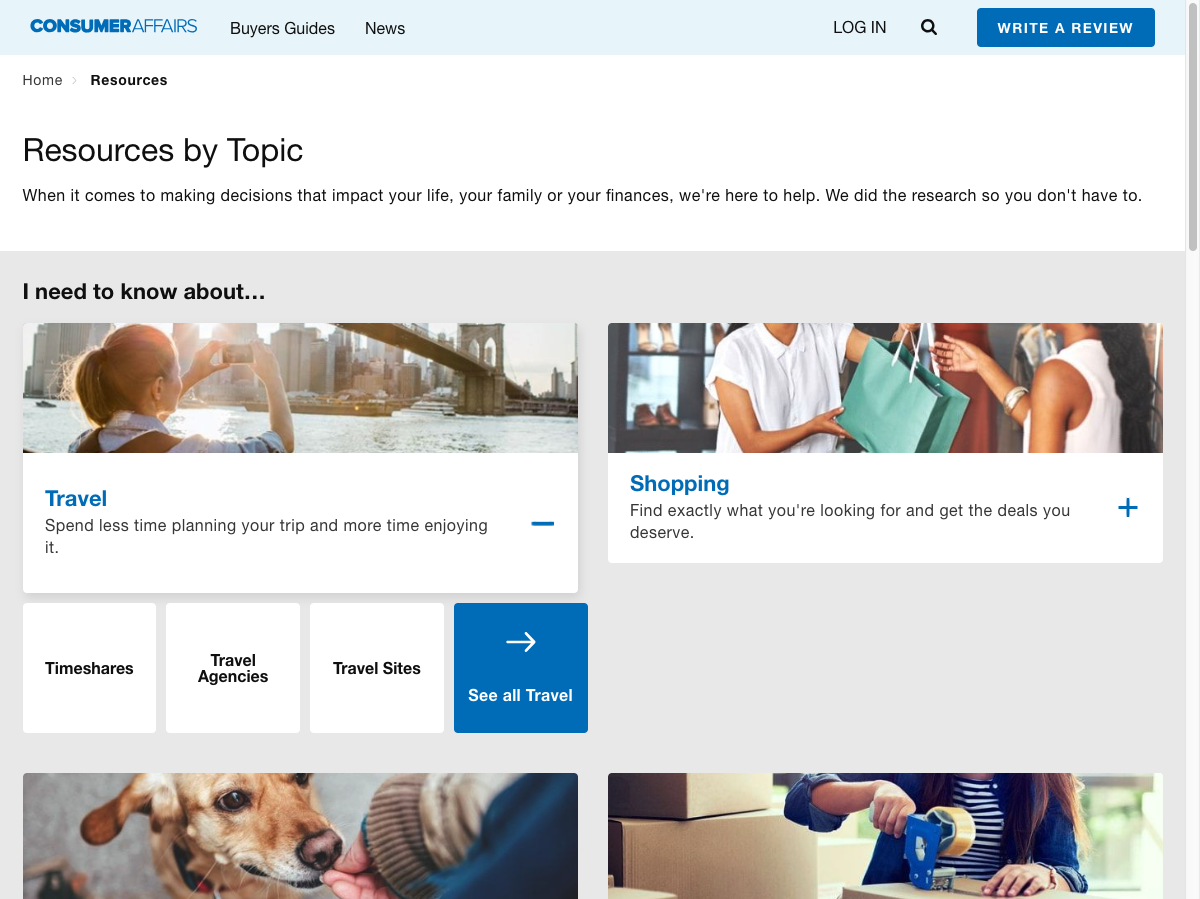 CONSUMERAFFAIRS
Buyers Guides
News
LOG IN
WRITE A REVIEW
Home
Resources
Resources by Topic
When it comes to making decisions that impact your life, your family or your finances, we're here to help. We did the research so you don't have to.
I need to know about...
Travel
Spend less time planning your trip and more time enjoying
it.
Shopping
Find exactly what you're looking for and get the deals you
deserve.
Timeshares
Travel
Agencies
Travel Sites
See all Travel